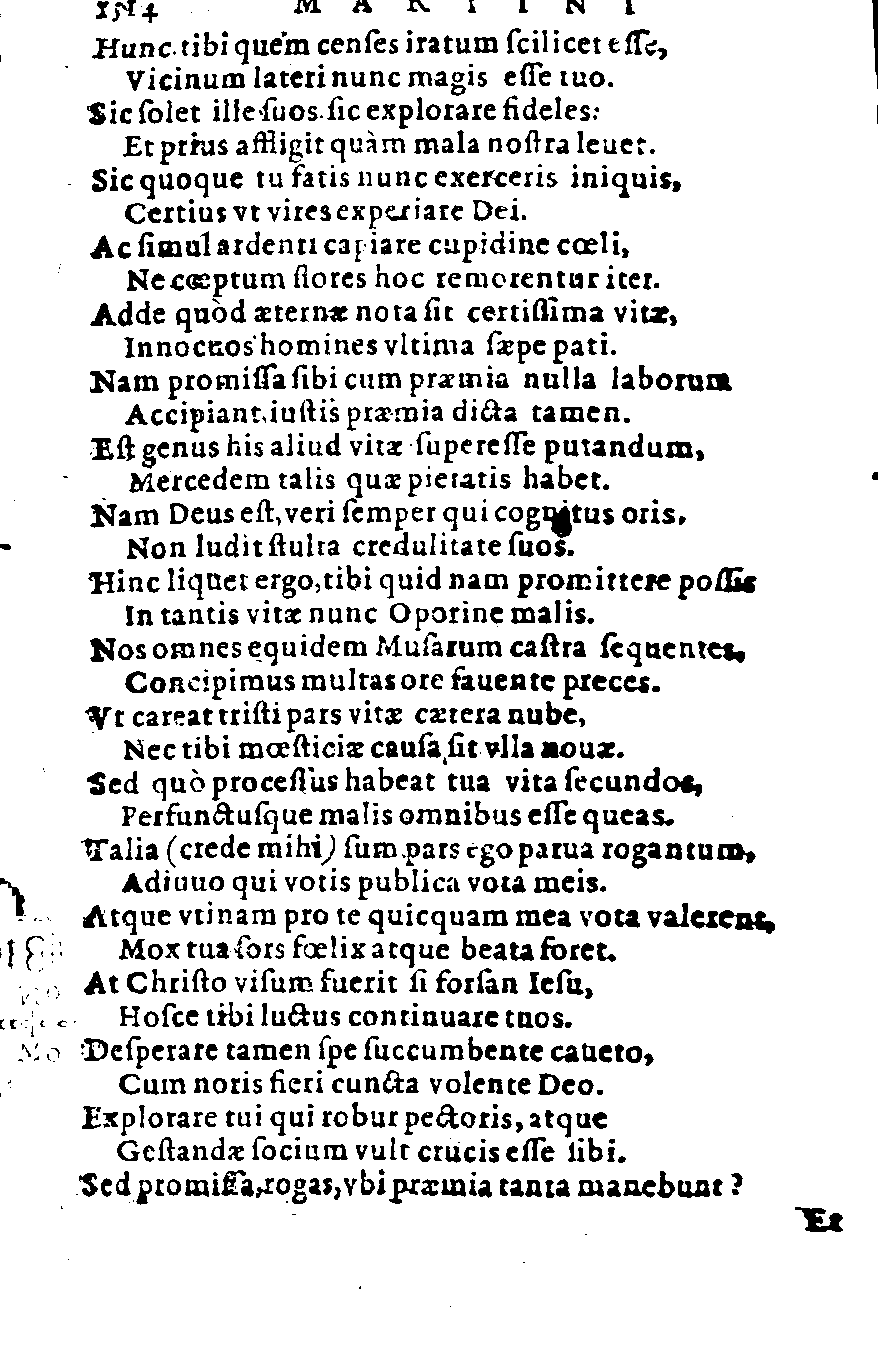 1514 MARTINI
Hunc tibi quem censes iratum scilicet esse,
Vicinum lateri nunc magis esse tuo.
Sic solet ille suos sic explorare fideles:
Et prius affligit quàm mala nostra leuet.
Sic quoque tu fatis nunc exerceris iniquis,
Certius vt vires experiare Dei.
Ac simul ardenti capiare cupidine cœli,
Ne cœptum flores hoc remorentur iter.
Adde quòd æternæ nota sit certissima vitæ,
Innocuos homines vltima sæpe pati.
Nam promissa sibi cum præmia nulla laborum
Accipiant, iustis præmia dicta tamen.
Est genus his aliud vitæ superesse putandum,
Mercedem talis quæ pietatis habet.
Nam Deus est, veri semper qui cognitus oris,
Non ludit stulta credulitate suos.
Hinc liquet ergo, tibi quid nam promittere possis
In tantis vitæ nunc Oporine malis.
Nos omnes equidem Musarum castra sequentes,
Concipimus multas ore fauente preces.
Vt careat tristi pars vitæ cætera nube,
Nec tibi mœsticiæ causa sit vlla nouæ.
Sed quò processus habeat tua vita secundos,
Perfunctusque malis omnibus esse queas.
Talia (crede mihi) sum pars ego parua rogantum,
Adiuuo qui votis publica vota meis.
Atque vtinam pro te quicquam mea vota valerent,
Mox tua sors fœlix atque beata foret.
At Christo visum fuerit si forsan Iesu,
Hosce tibi luctus continuare tuos.
Desperare tamen spe succumbente caueto,
Cum noris fieri cuncta volente Deo.
Explorare tui qui robur pectoris, atque
Gestandæ socium vult crucis esse sibi.
Sed promissa, rogas, vbi præmia tanta manebunt?
Et